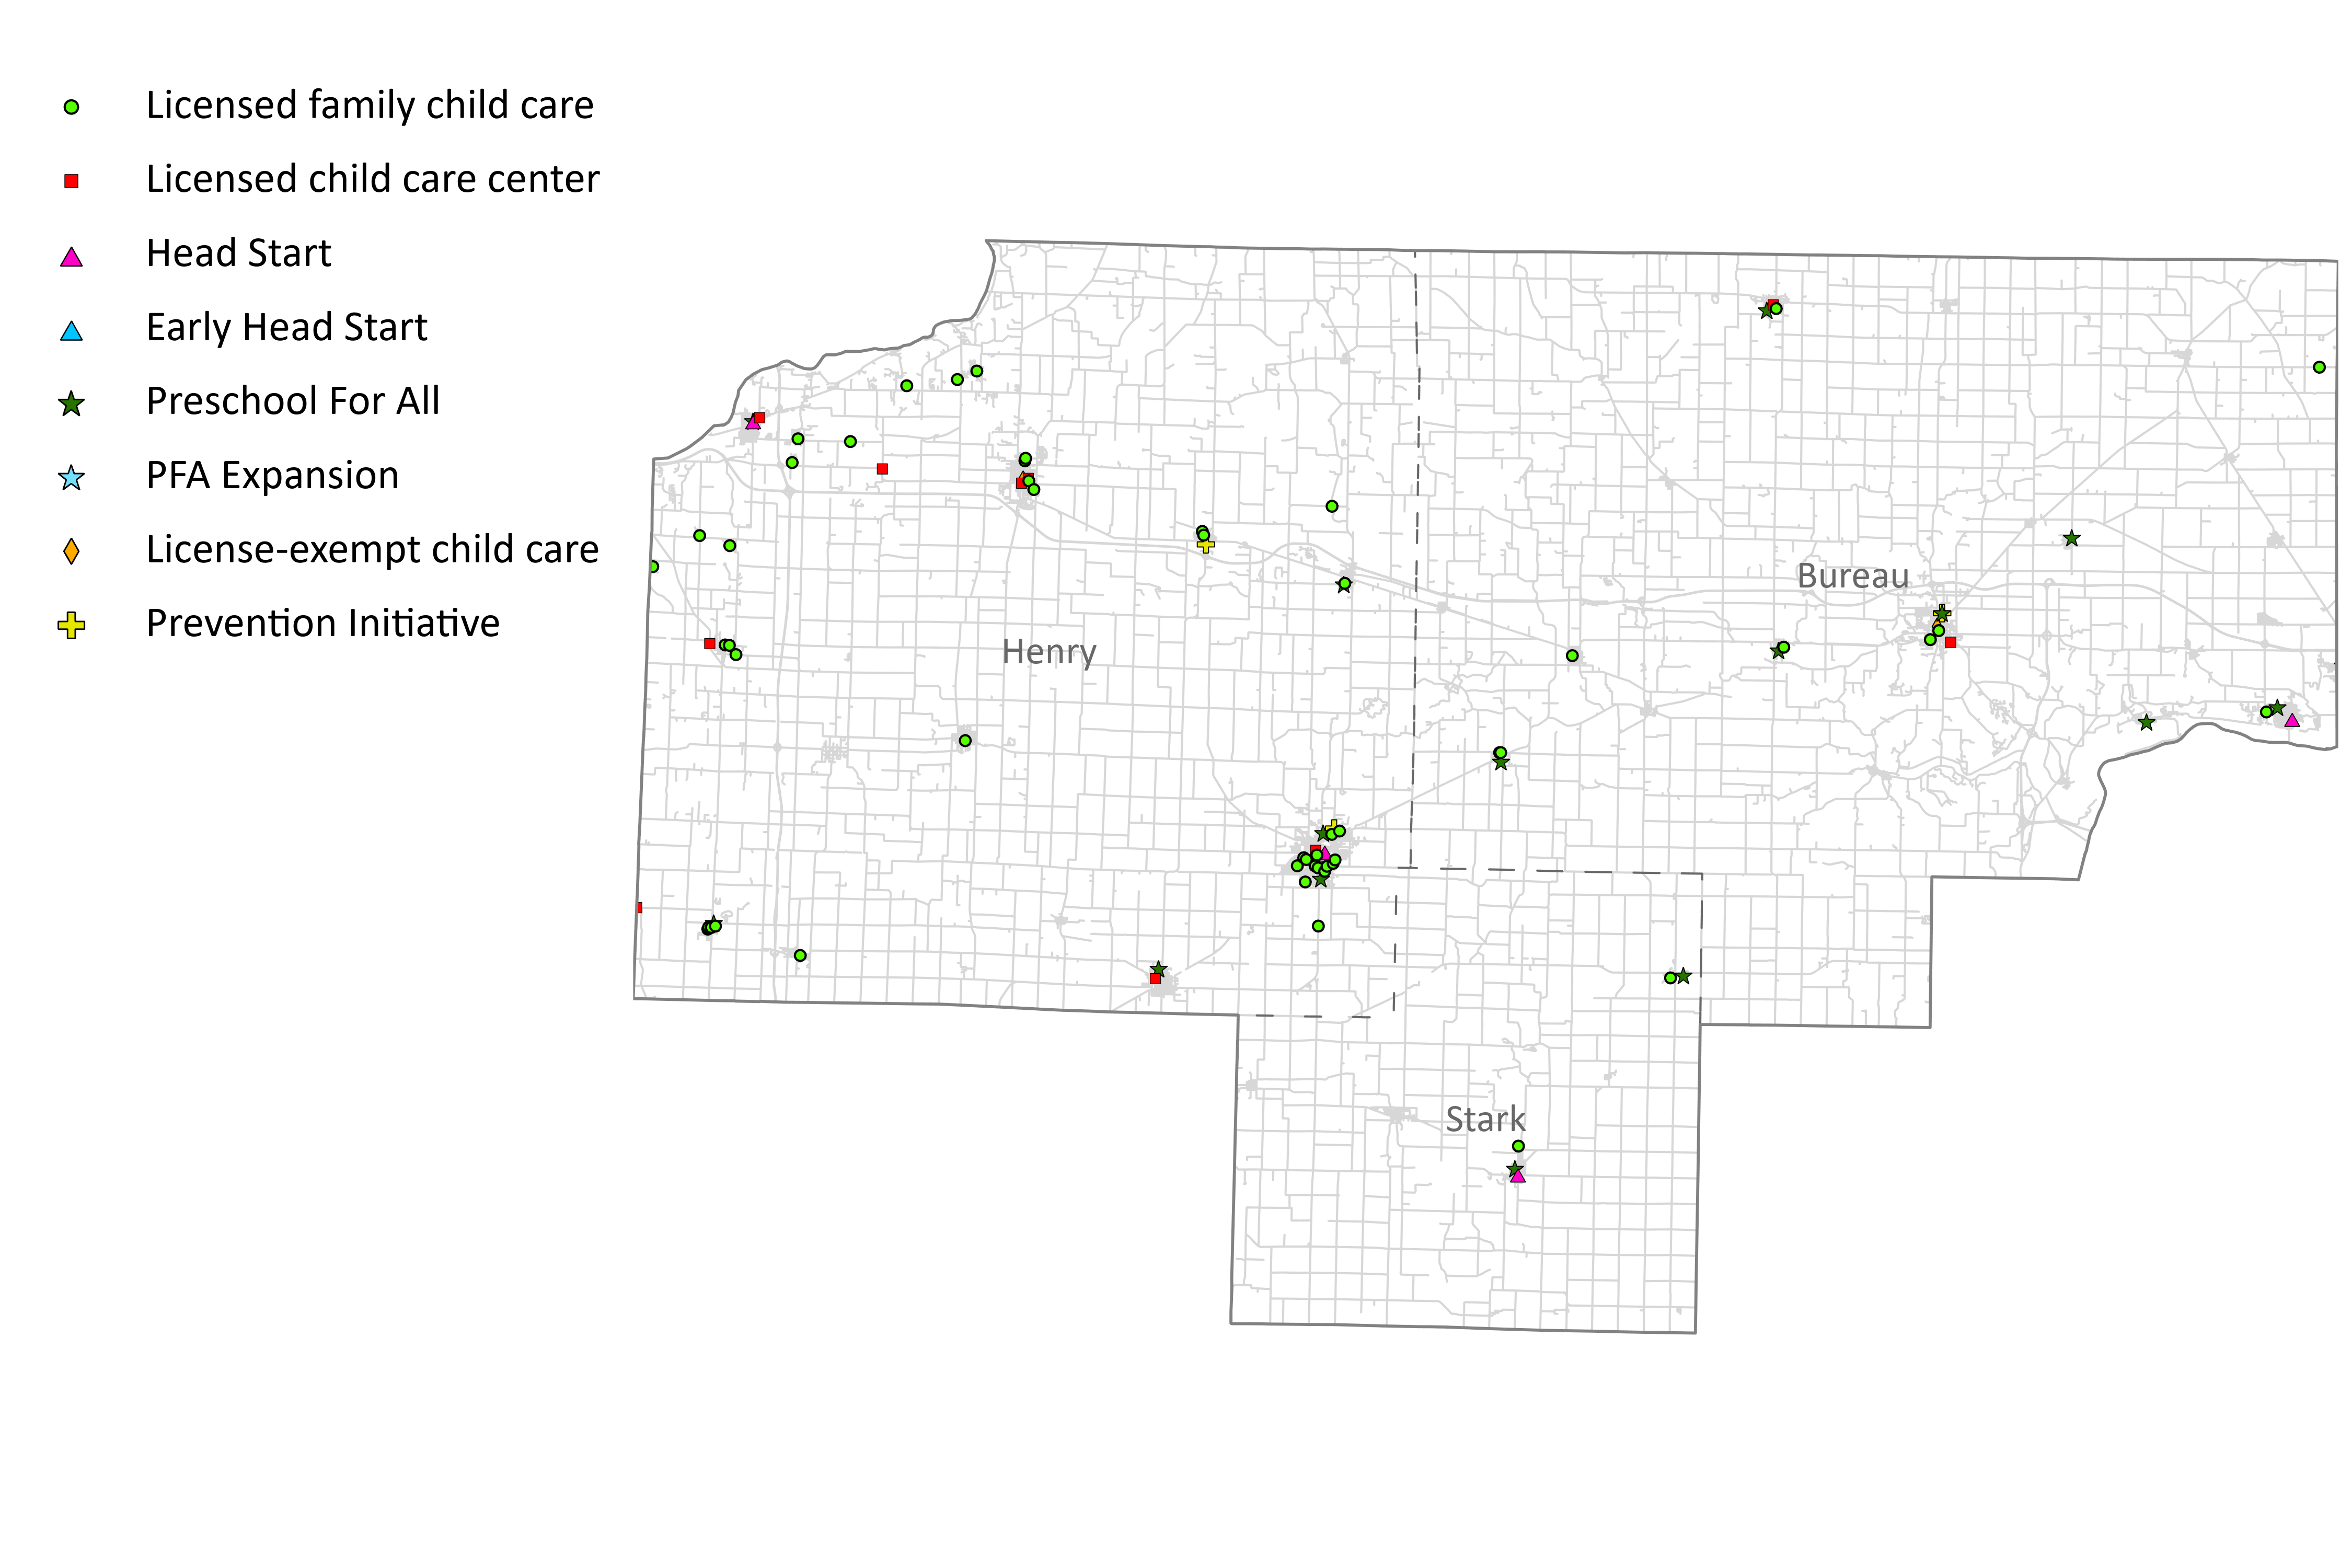 Licensed family child care
Licensed child care center
Head Start
Early Head Start
Preschool For All
PFA Expansion
License-exempt child care
Prevention Initiative
Bureau
Henry
Stark